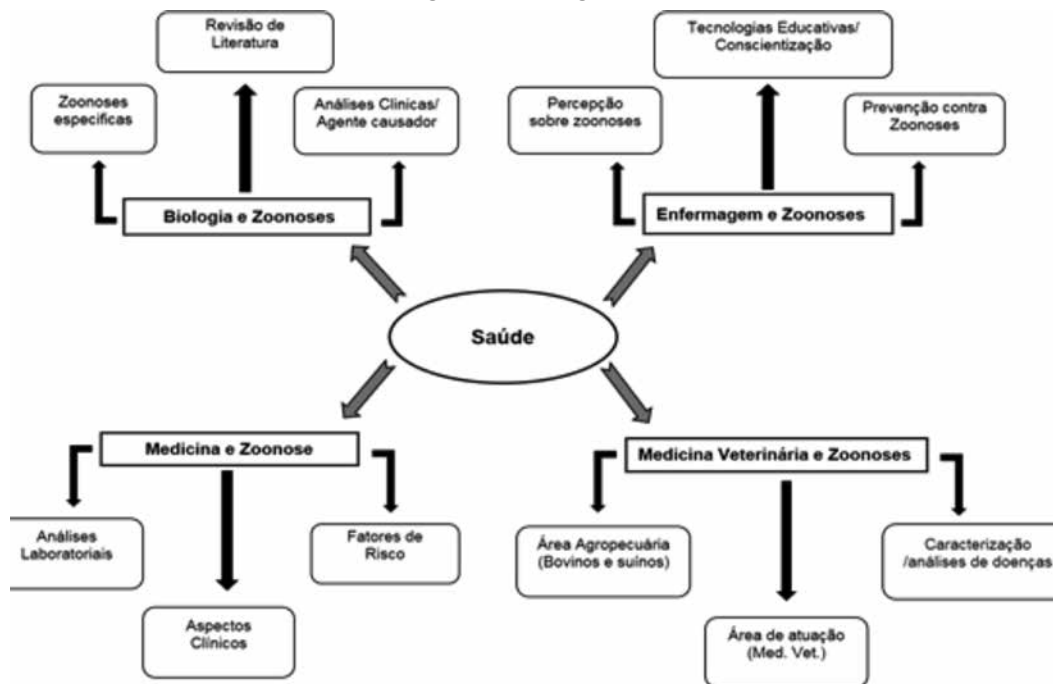 Revisão de
Literatura
Tecnologias Educativas/
Conscientização
Zoonoses
especificas
Análises Clinicas/
Agente causador
Percepção
sobre zoonoses
Prevenção contra
Zoonoses
Biologia e Zoonoses
Enfermagem e Zoonoses
Saúde
Medicina e Zoonose
Medicina Veterinária e Zoonoses
Análises
Laboratoriais
Fatores de
Risco
Área Agropecuária
(Bovinos e suínos)
Caracterização
/análises de doenças
Aspectos
Clínicos
Área de atuação
(Med. Vet.)